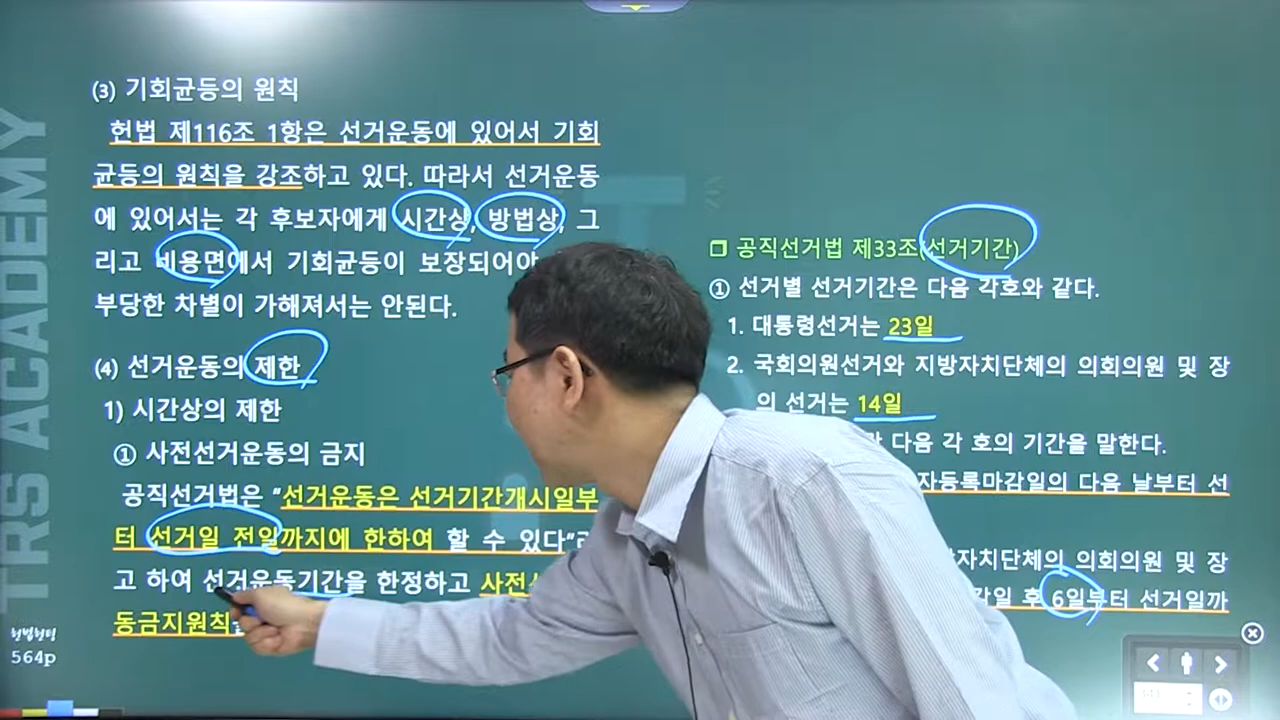 (3) 기회균등의 원칙
헌법 제116조 1항은 선거운동에 있어서 기회
균등의 원칙을 강조하고 있다. 따라서 선거운동
에 있어서는 각 후보자에게 시간상, 방법상, 그
리고 비용면에서 기회균등이 보장되어야
부당한 차별이 가해져서는 안된다.
(4) 선거운동의 제한
1) 시간상의 제한
① 사전선거운동의 금지
공직선거법은 "선거운동은 선거기간개시일부
터 선거일 전일까지에 한하여 할 수 있다"라
고 하여 선거운동기간을 한정하고 사전
동금지원칙
❒ 공직선거법 제33조(선거기간)
① 선거별 선거기간은 다음 각호와 같다.
1. 대통령선거는 23일
2. 국회의원선거와 지방자치단체의 의회의원 및 장
의 선거는 14일
다음 각 호의 기간을 말한다.
자등록마감일의 다음 날부터 선
방자치단체의 의회의원 및 장
감일 후 6일부터 선거일까
TRS ACADEMY
564p